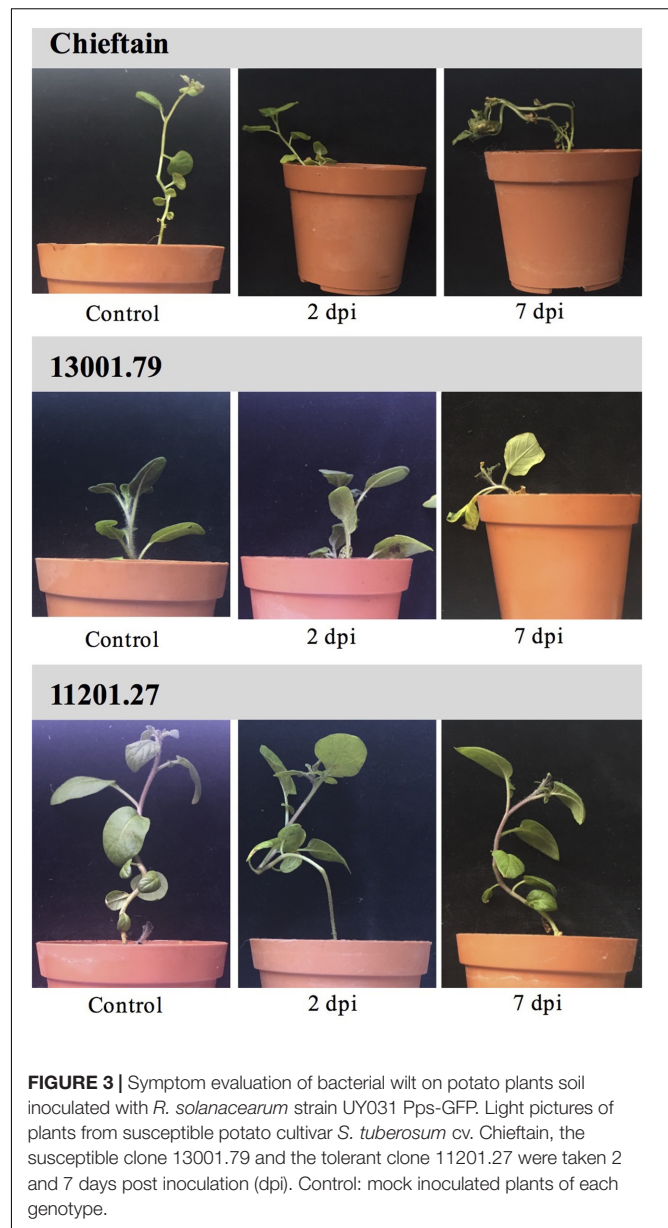 Chieftain
Control 2 dpi 7 dpi
13001.79
Control 2 dpi 7 dpi
11201.27
Control 2 dpi 7 dpi
FIGURE 3 | Symptom evaluation of bacterial wilt on potato plants soil
inoculated with R. solanacearum strain UY031 Pps-GFP. Light pictures of
plants from susceptible potato cultivar S. tuberosum cv. Chieftain, the
susceptible clone 13001.79 and the tolerant clone 11201.27 were taken 2
and 7 days post inoculation (dpi). Control: mock inoculated plants of each
genotype.